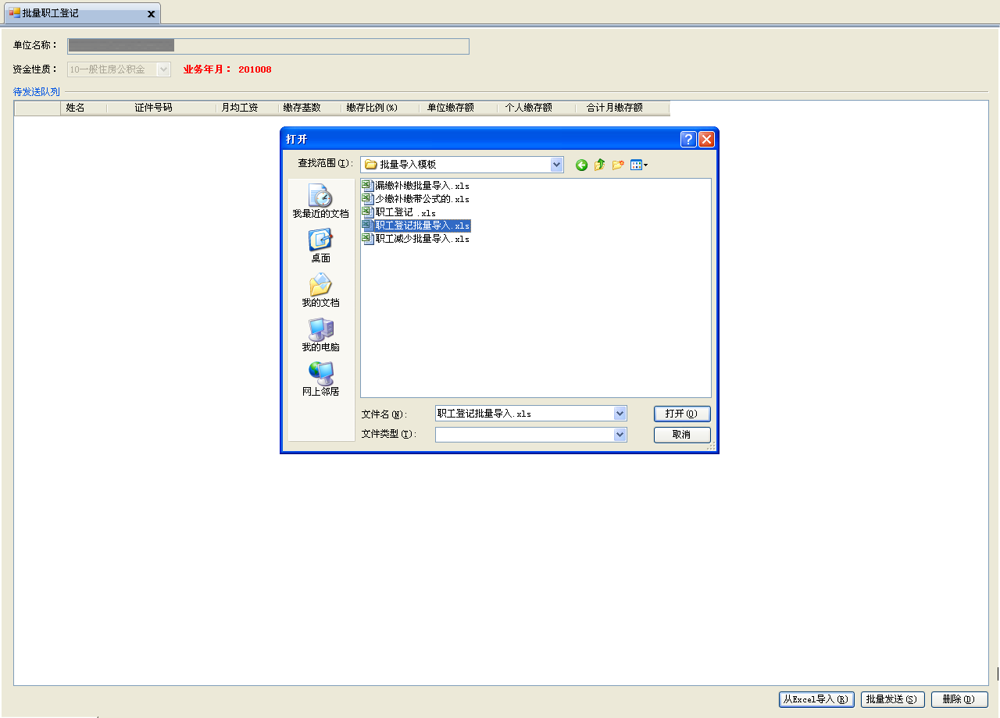 批量职工登记
单位名称：
资金性质： 10一般住房公积金 业务年月： 201008
待发送队列
姓名 证件号码 月均工资 缴存基数 缴存比例(%) 单位缴存额 个人缴存额 合计月缴存额
打开
查找范围(I): 批量导入模板
漏缴补缴批量导入.xls
少缴补缴带公式的.xls
职工登记 .xls
职工登记批量导入.xls
职工减少批量导入.xls
我最近的文档
桌面
我的文档
我的电脑
网上邻居
文件名(N): 职工登记批量导入.xls 打开(O)
文件类型(T): 取消
从Excel导入(R) 批量发送(S) 删除(D)